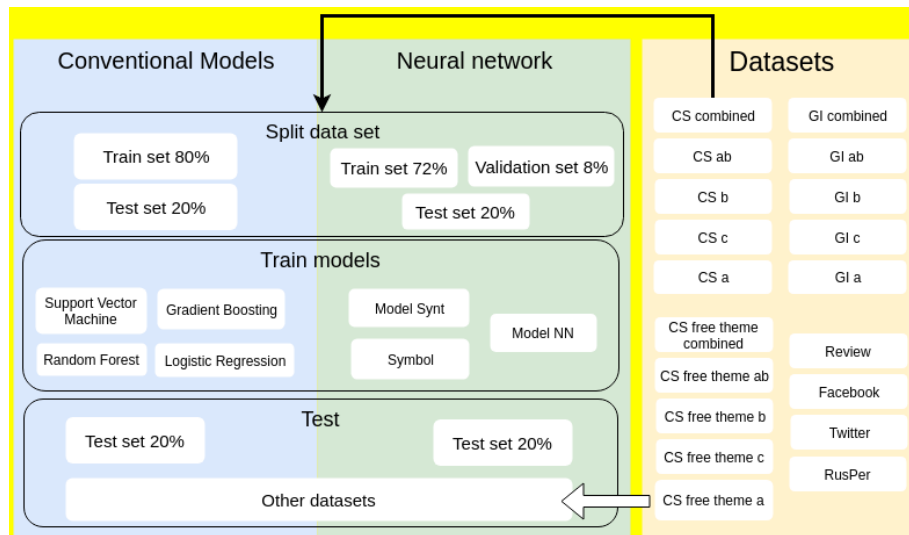 Conventional Models
Neural network
Split data set
Train set 80%
Test set 20%
Train set 72%
Validation set 8%
Test set 20%
Train models
Support Vector
Machine
Gradient Boosting
Random Forest
Logistic Regression
Model Synt
Symbol
Model NN
Test
Test set 20%
Test set 20%
Other datasets
Datasets
CS combined
CS ab
CS b
CS c
CS a
GI combined
GI ab
GI b
GI c
GI a
CS free theme
combined
CS free theme ab
CS free theme b
CS free theme c
CS free theme a
Review
Facebook
Twitter
RusPer